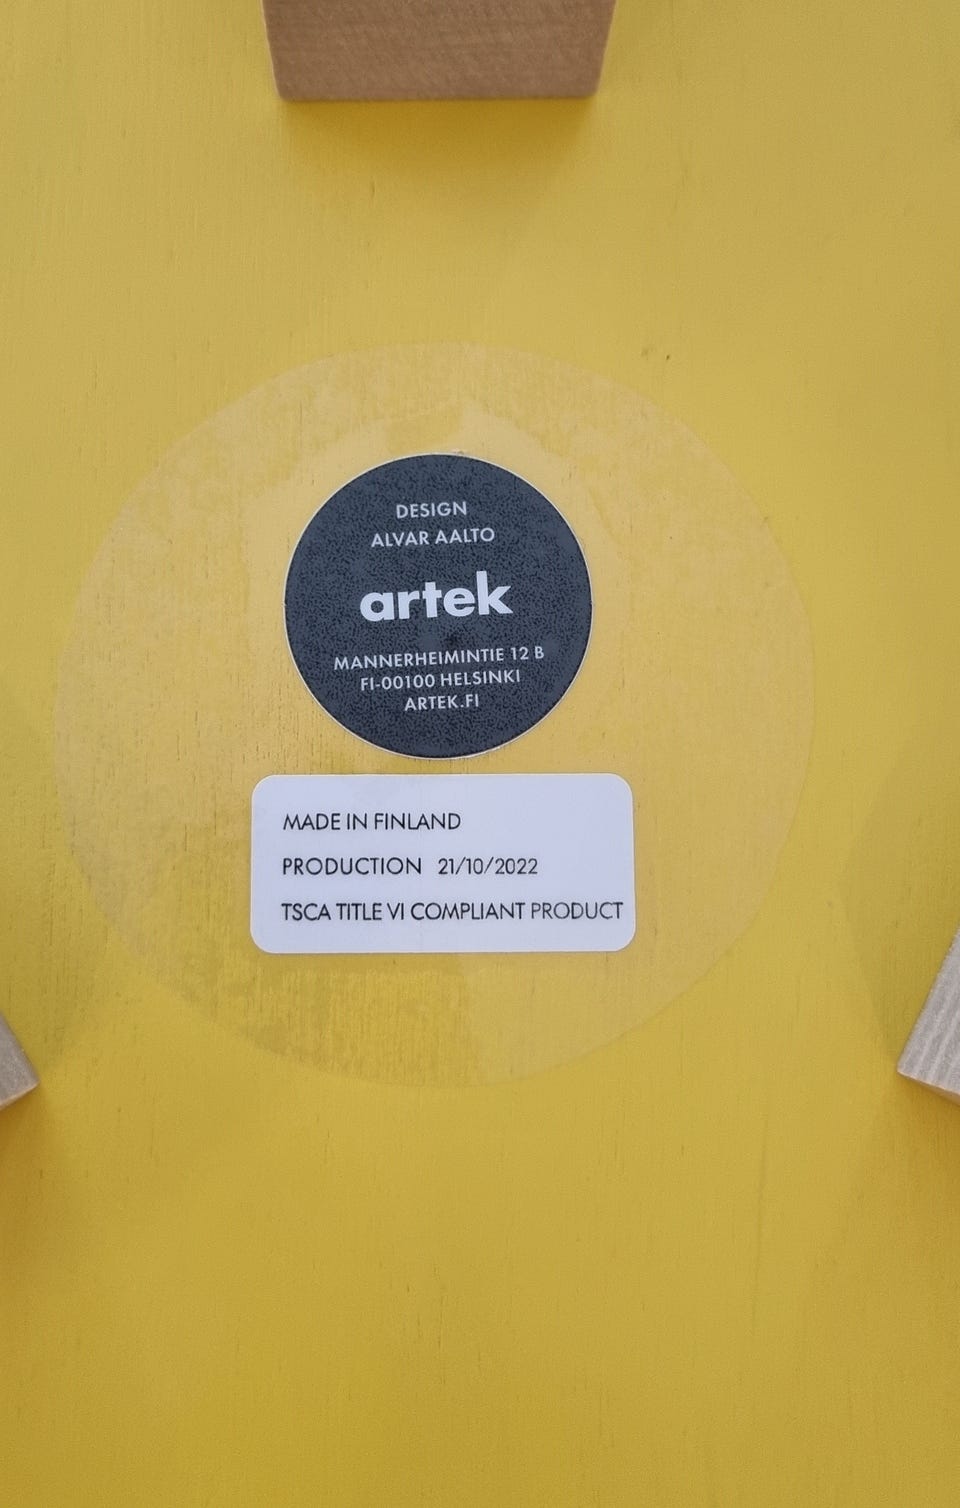 DESIGN
ALVAR AALTO
artek
MANNERHEIMINTIE 12 B
FI-00100 HELSINKI
ARTEK.FI
MADE IN FINLAND
PRODUCTION 21/10/2022
TSCA TITLE VI COMPLIANT PRODUCT